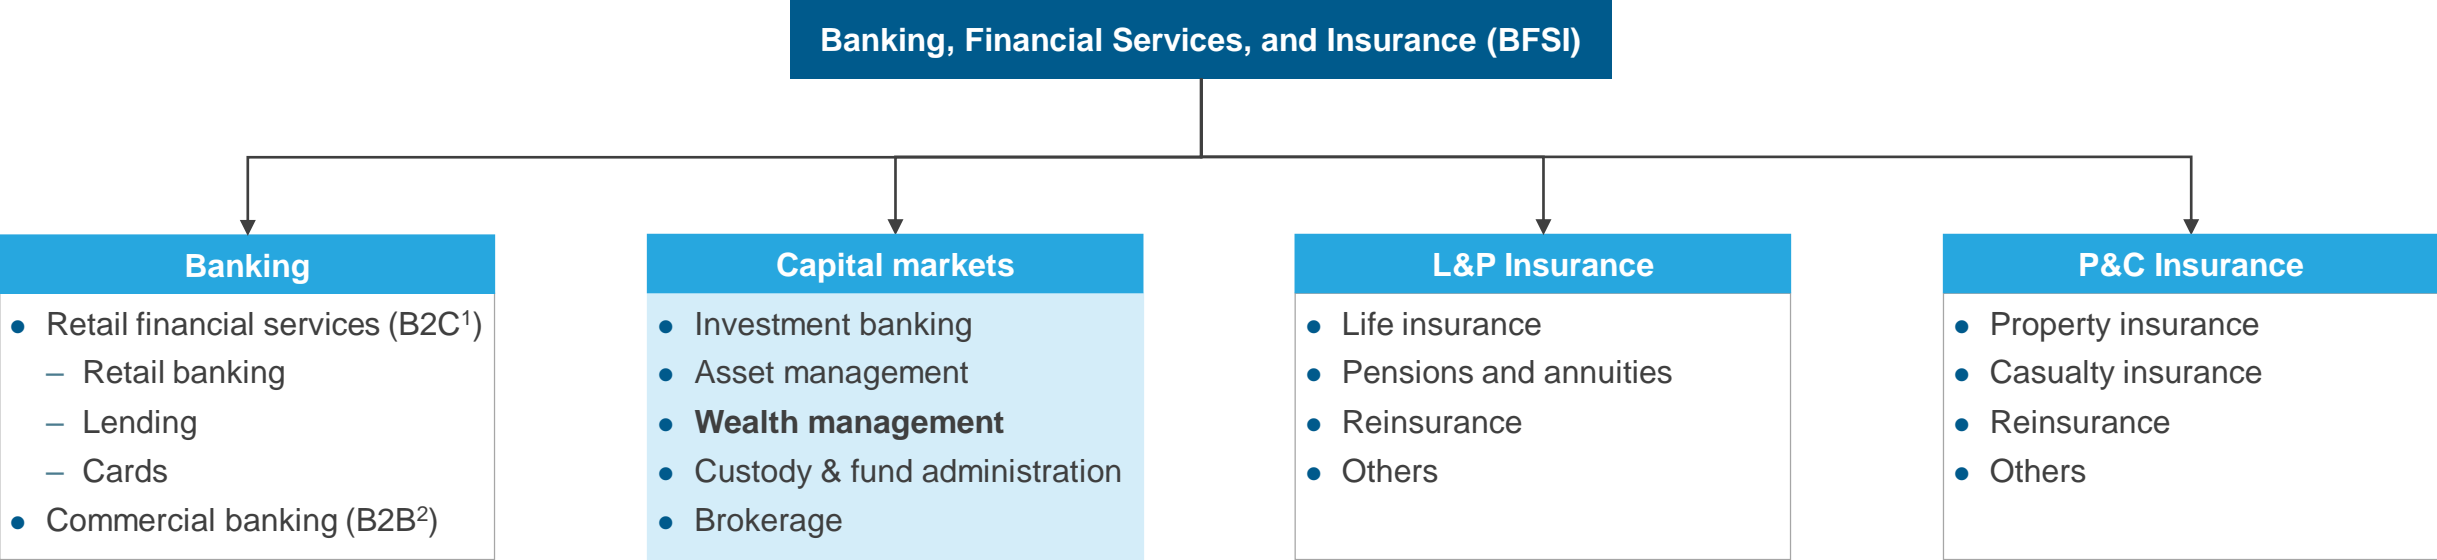 Banking, Financial Services, and Insurance (BFSI)
Banking
● Retail financial services (B2C¹)
– Retail banking
– Lending
– Cards
● Commercial banking (B2B²)
Capital markets
● Investment banking
● Asset management
● Wealth management
● Custody & fund administration
● Brokerage
L&P Insurance
● Life insurance
● Pensions and annuities
● Reinsurance
● Others
P&C Insurance
● Property insurance
● Casualty insurance
● Reinsurance
● Others